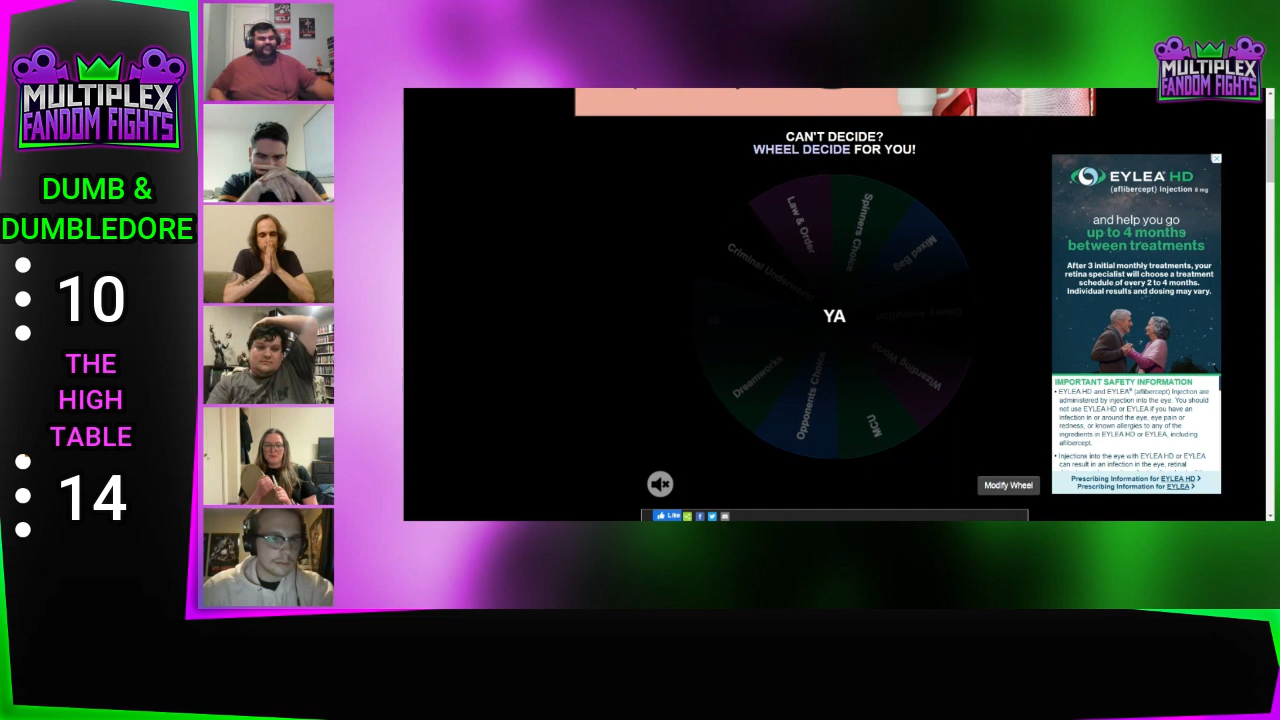 MULTIPLEX
FANDOM FIGHTS
DUMB &
DUMBLEDORE
10
THE
HIGH
TABLE
14
MULTIPLEX
FANDOM FIGHTS
CAN'T DECIDE?
WHEEL DECIDE FOR YOU!
Law & Order
Spinners Choice
Mixed Bag
Criminal Underworld
Disney Animation
YA
YA
Wizarding World
Dreamworks
Opponents Choice
MCU
Modify Wheel
Like
EYLEA HD
(aflibercept) Injection 8 mg
and help you go
up to 4 months
between treatments
After 3 initial monthly treatments, your
retina specialist will choose a treatment
schedule of every 2 to 4 months.
Individual results and dosing may vary.
IMPORTANT SAFETY INFORMATION
• EYLEA HD and EYLEA® (aflibercept) Injection are
administered by injection into the eye. You should
not use EYLEA HD or EYLEA if you have an
infection in or around the eye, eye pain or
redness, or known allergies to any of the
ingredients in EYLEA HD or EYLEA, including
aflibercept.
• Injections into the eye with EYLEA HD or EYLEA
can result in an infection in the eye, retinal
Prescribing Information for EYLEA HD >
Prescribing Information for EYLEA >